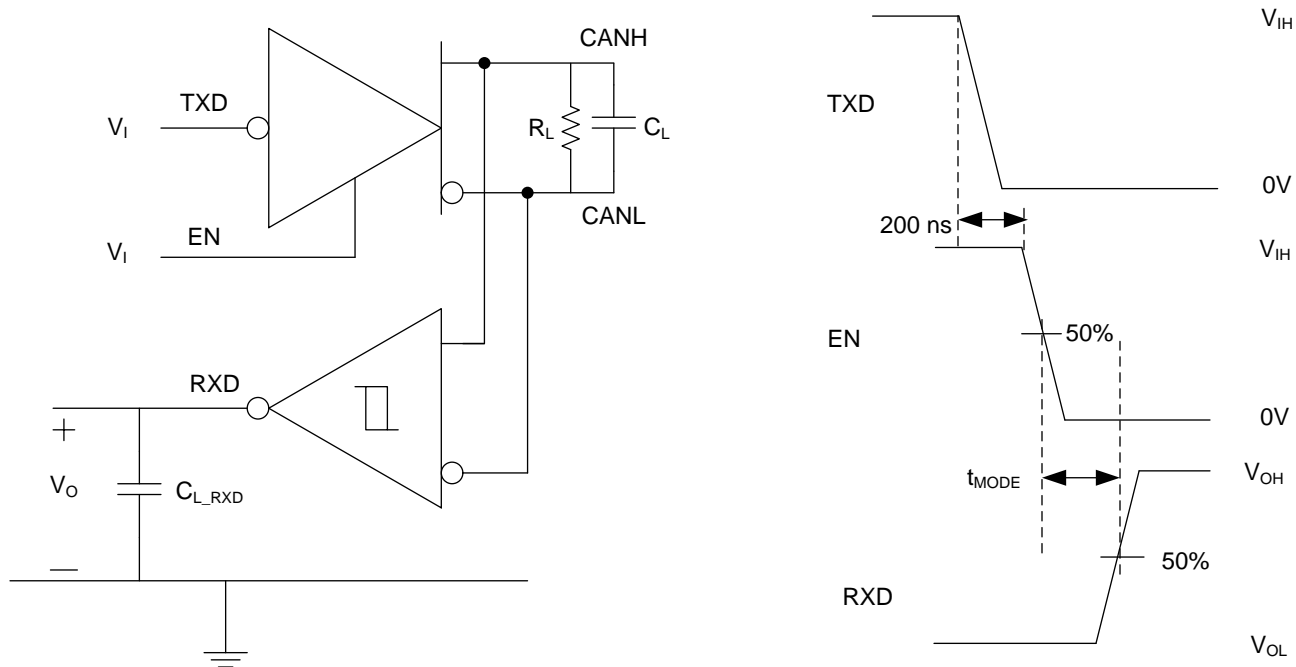 CANH
TXD
V_I
R_L
C_L
CANL
EN
V_I
RXD
+
V_O
C_L_RXD
—
V_IH
TXD
0V
200 ns
V_IH
50%
EN
0V
t_MODE
V_OH
50%
RXD
V_OL